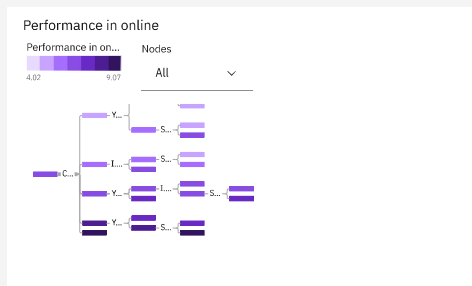 Performance in online
Performance in on...
Nodes
4.02
9.07
All
Y...
S...
I...
S...
C...
Y...
I...
S...
Y...
S...